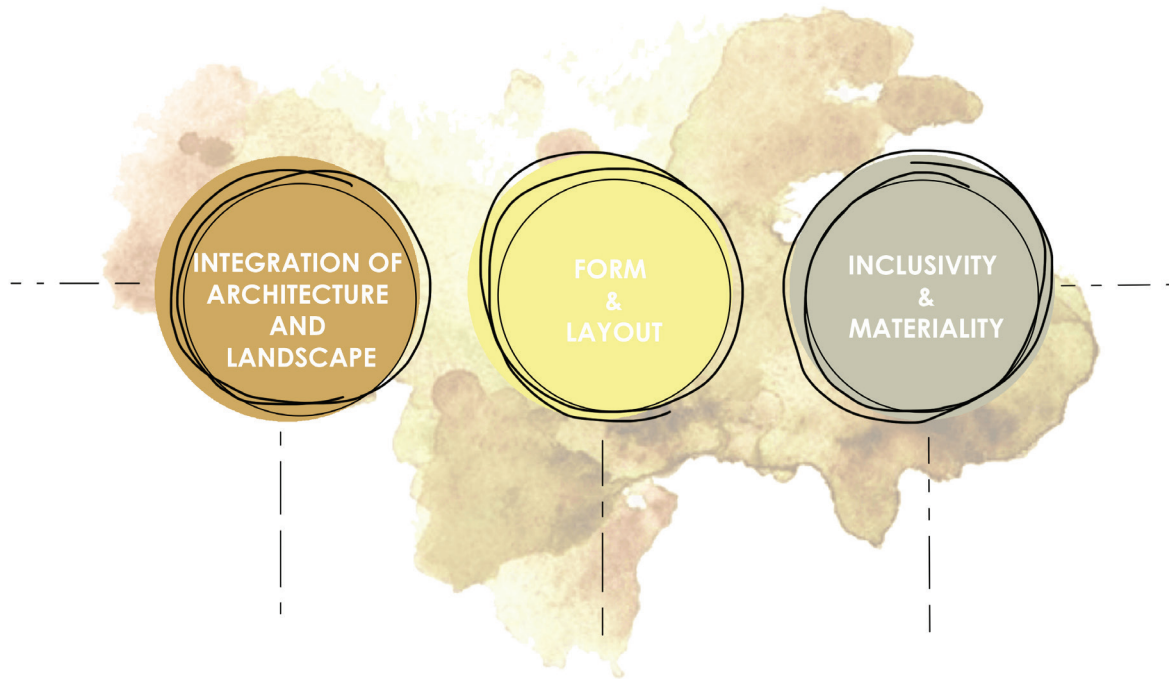 INTEGRATION OF
ARCHITECTURE
AND
LANDSCAPE
FORM
&
LAYOUT
INCLUSIVITY
&
MATERIALITY